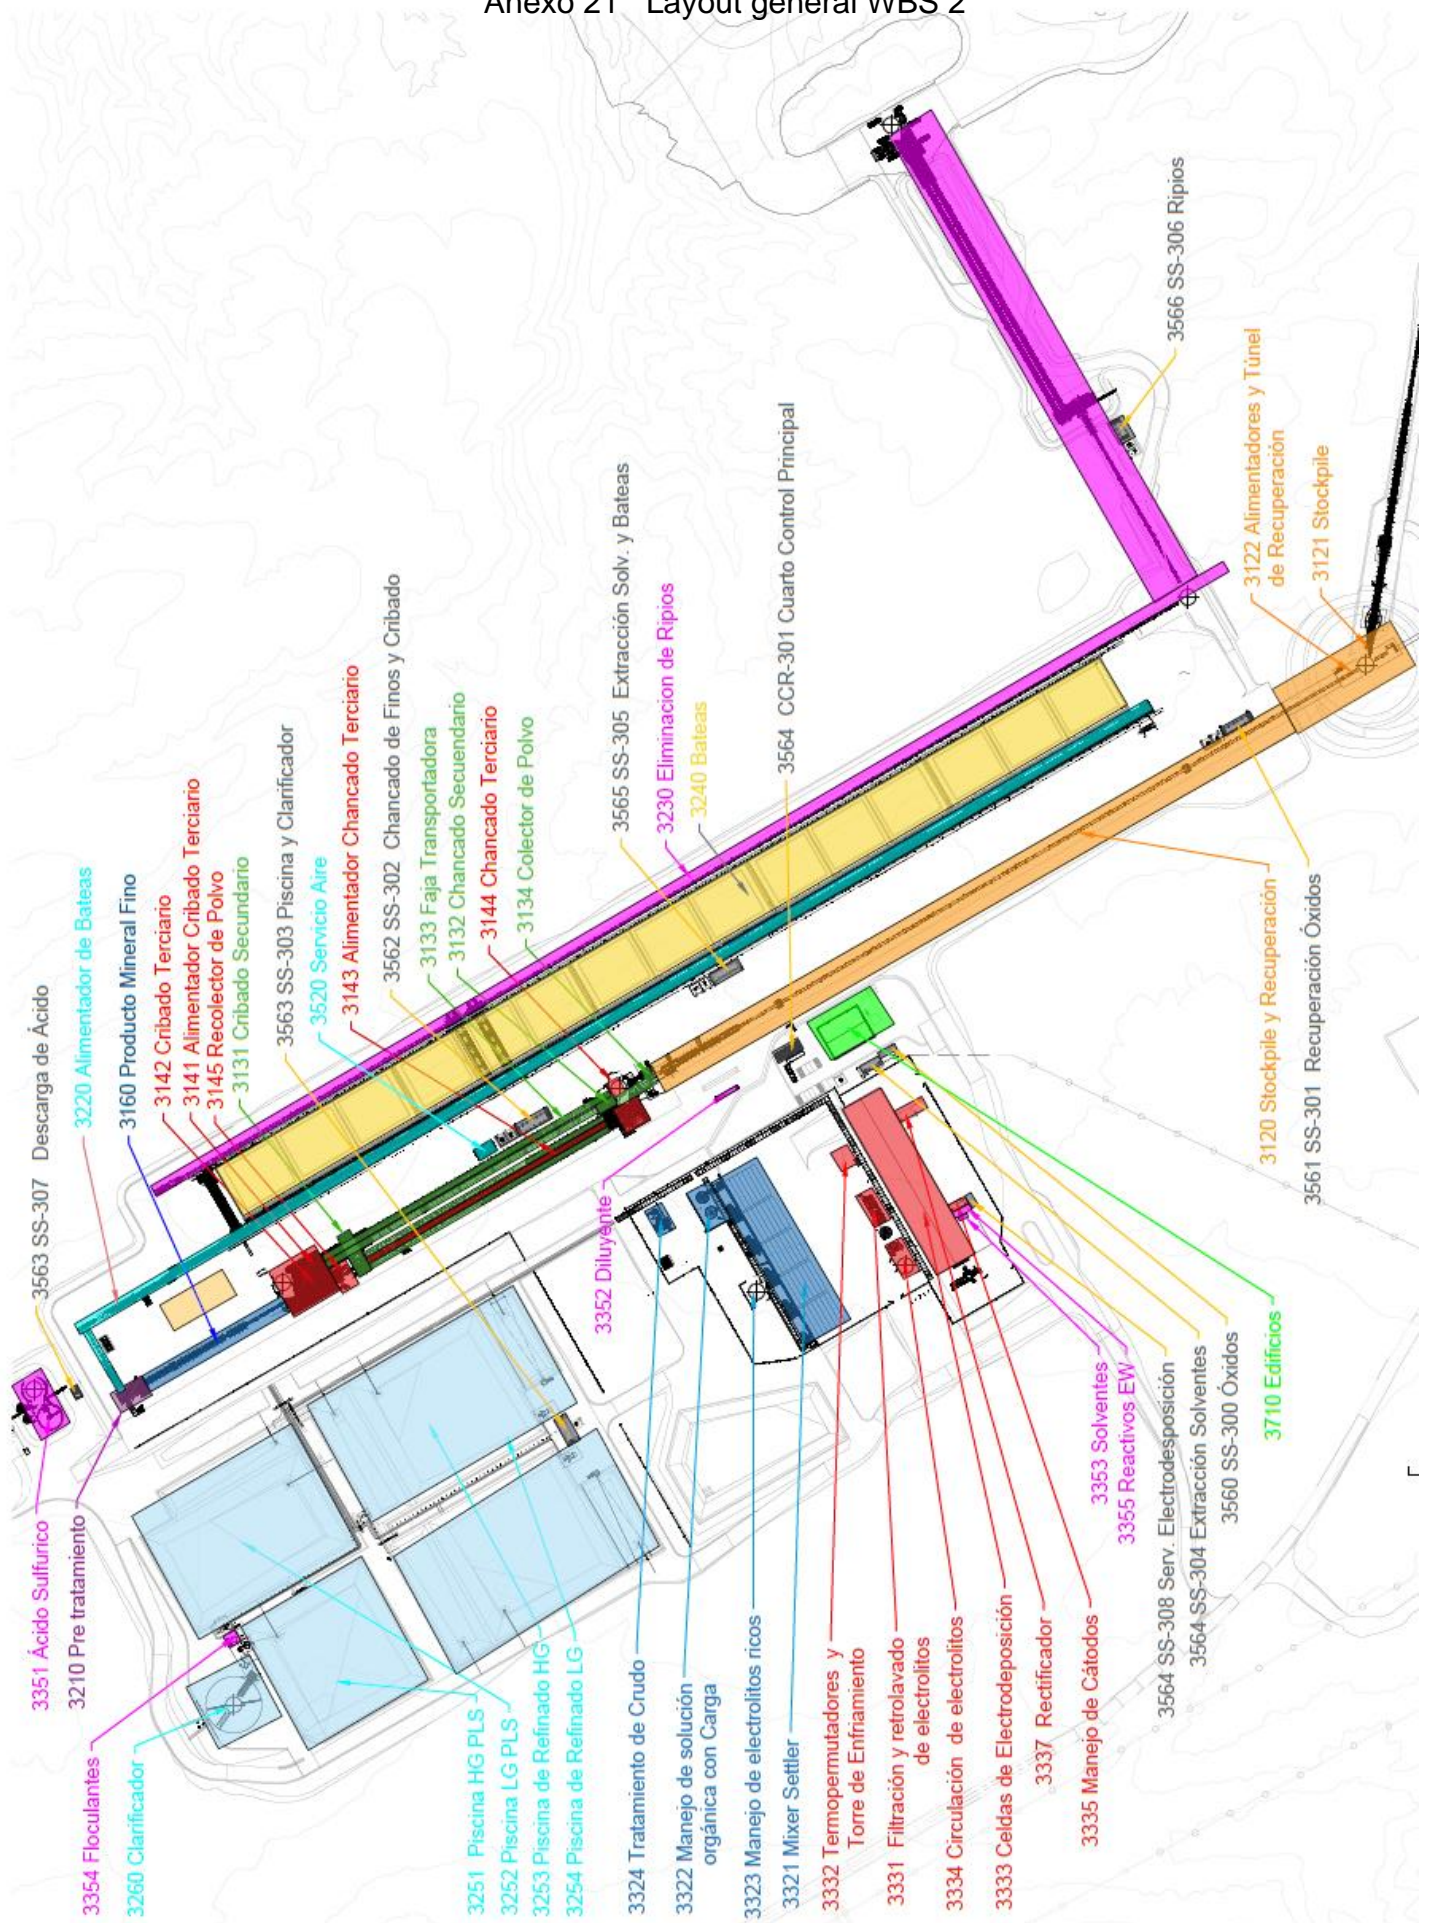 Anexo 21 Layout general WBS 2
3563 SS-307 Descarga de Ácido
3220 Alimentador de Bateas
3160 Producto Mineral Fino
3142 Cribado Terciario
3141 Alimentador Cribado Terciario
3145 Recolector de Polvo
3131 Cribado Secundario
3563 SS-303 Piscina y Clarificador
3520 Servicio Aire
3143 Alimentador Chancado Terciario
3562 SS-302 Chancado de Finos y Cribado
3133 Faja Transportadora
3132 Chancado Secuendario
3144 Chancado Terciario
3134 Colector de Polvo
3565 SS-305 Extracción Solv. y Bateas
3230 Eliminacion de Ripios
3240 Bateas
3564 CCR-301 Cuarto Control Principal
3566 SS-306 Ripios
3122 Alimentadores y Túnel
de Recuperación
3121 Stockpile
3351 Ácido Sulfurico
3210 Pre tratamiento
3354 Floculantes
3260 Clarificador
3251 Piscina HG PLS
3252 Piscina LG PLS
3253 Piscina de Refinado HG
3254 Piscina de Refinado LG
3352 Diluyente
3324 Tratamiento de Crudo
3322 Manejo de solución
orgánica con Carga
3323 Manejo de electrolitos ricos
3321 Mixer Settler
3332 Termopermutadores y
Torre de Enfriamiento
3331 Filtración y retrolavado
de electrolitos
3334 Circulación de electrolitos
3333 Celdas de Electrodeposición
3337 Rectificador
3335 Manejo de Cátodos
3353 Solventes
3355 Reactivos EW
3564 SS-308 Serv. Electrodesposición
3564 SS-304 Extracción Solventes
3560 SS-300 Óxidos
3710 Edificios
3120 Stockpile y Recuperación
3561 SS-301 Recuperación Óxidos